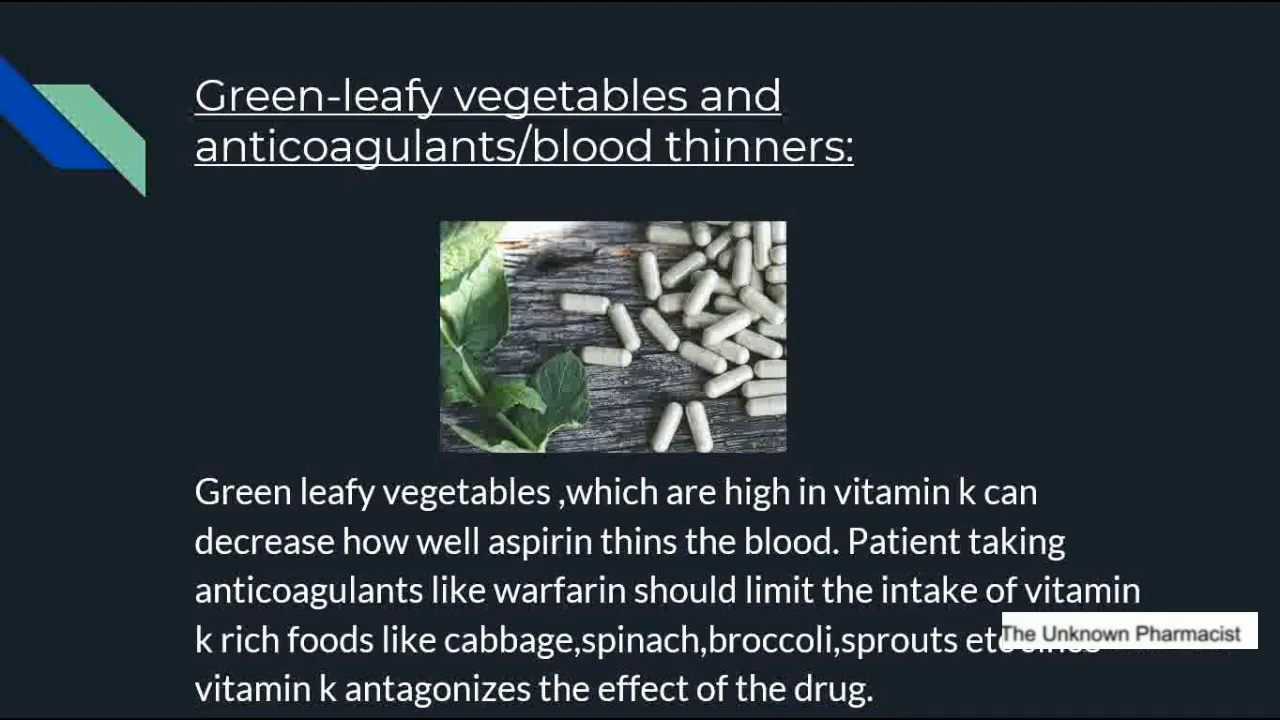 Green-leafy vegetables and
anticoagulants/blood thinners:
Green leafy vegetables ,which are high in vitamin k can
decrease how well aspirin thins the blood. Patient taking
anticoagulants like warfarin should limit the intake of vitamin
k rich foods like cabbage,spinach,broccoli,sprouts
The Unknown Pharmacist
vitamin k antagonizes the effect of the drug.